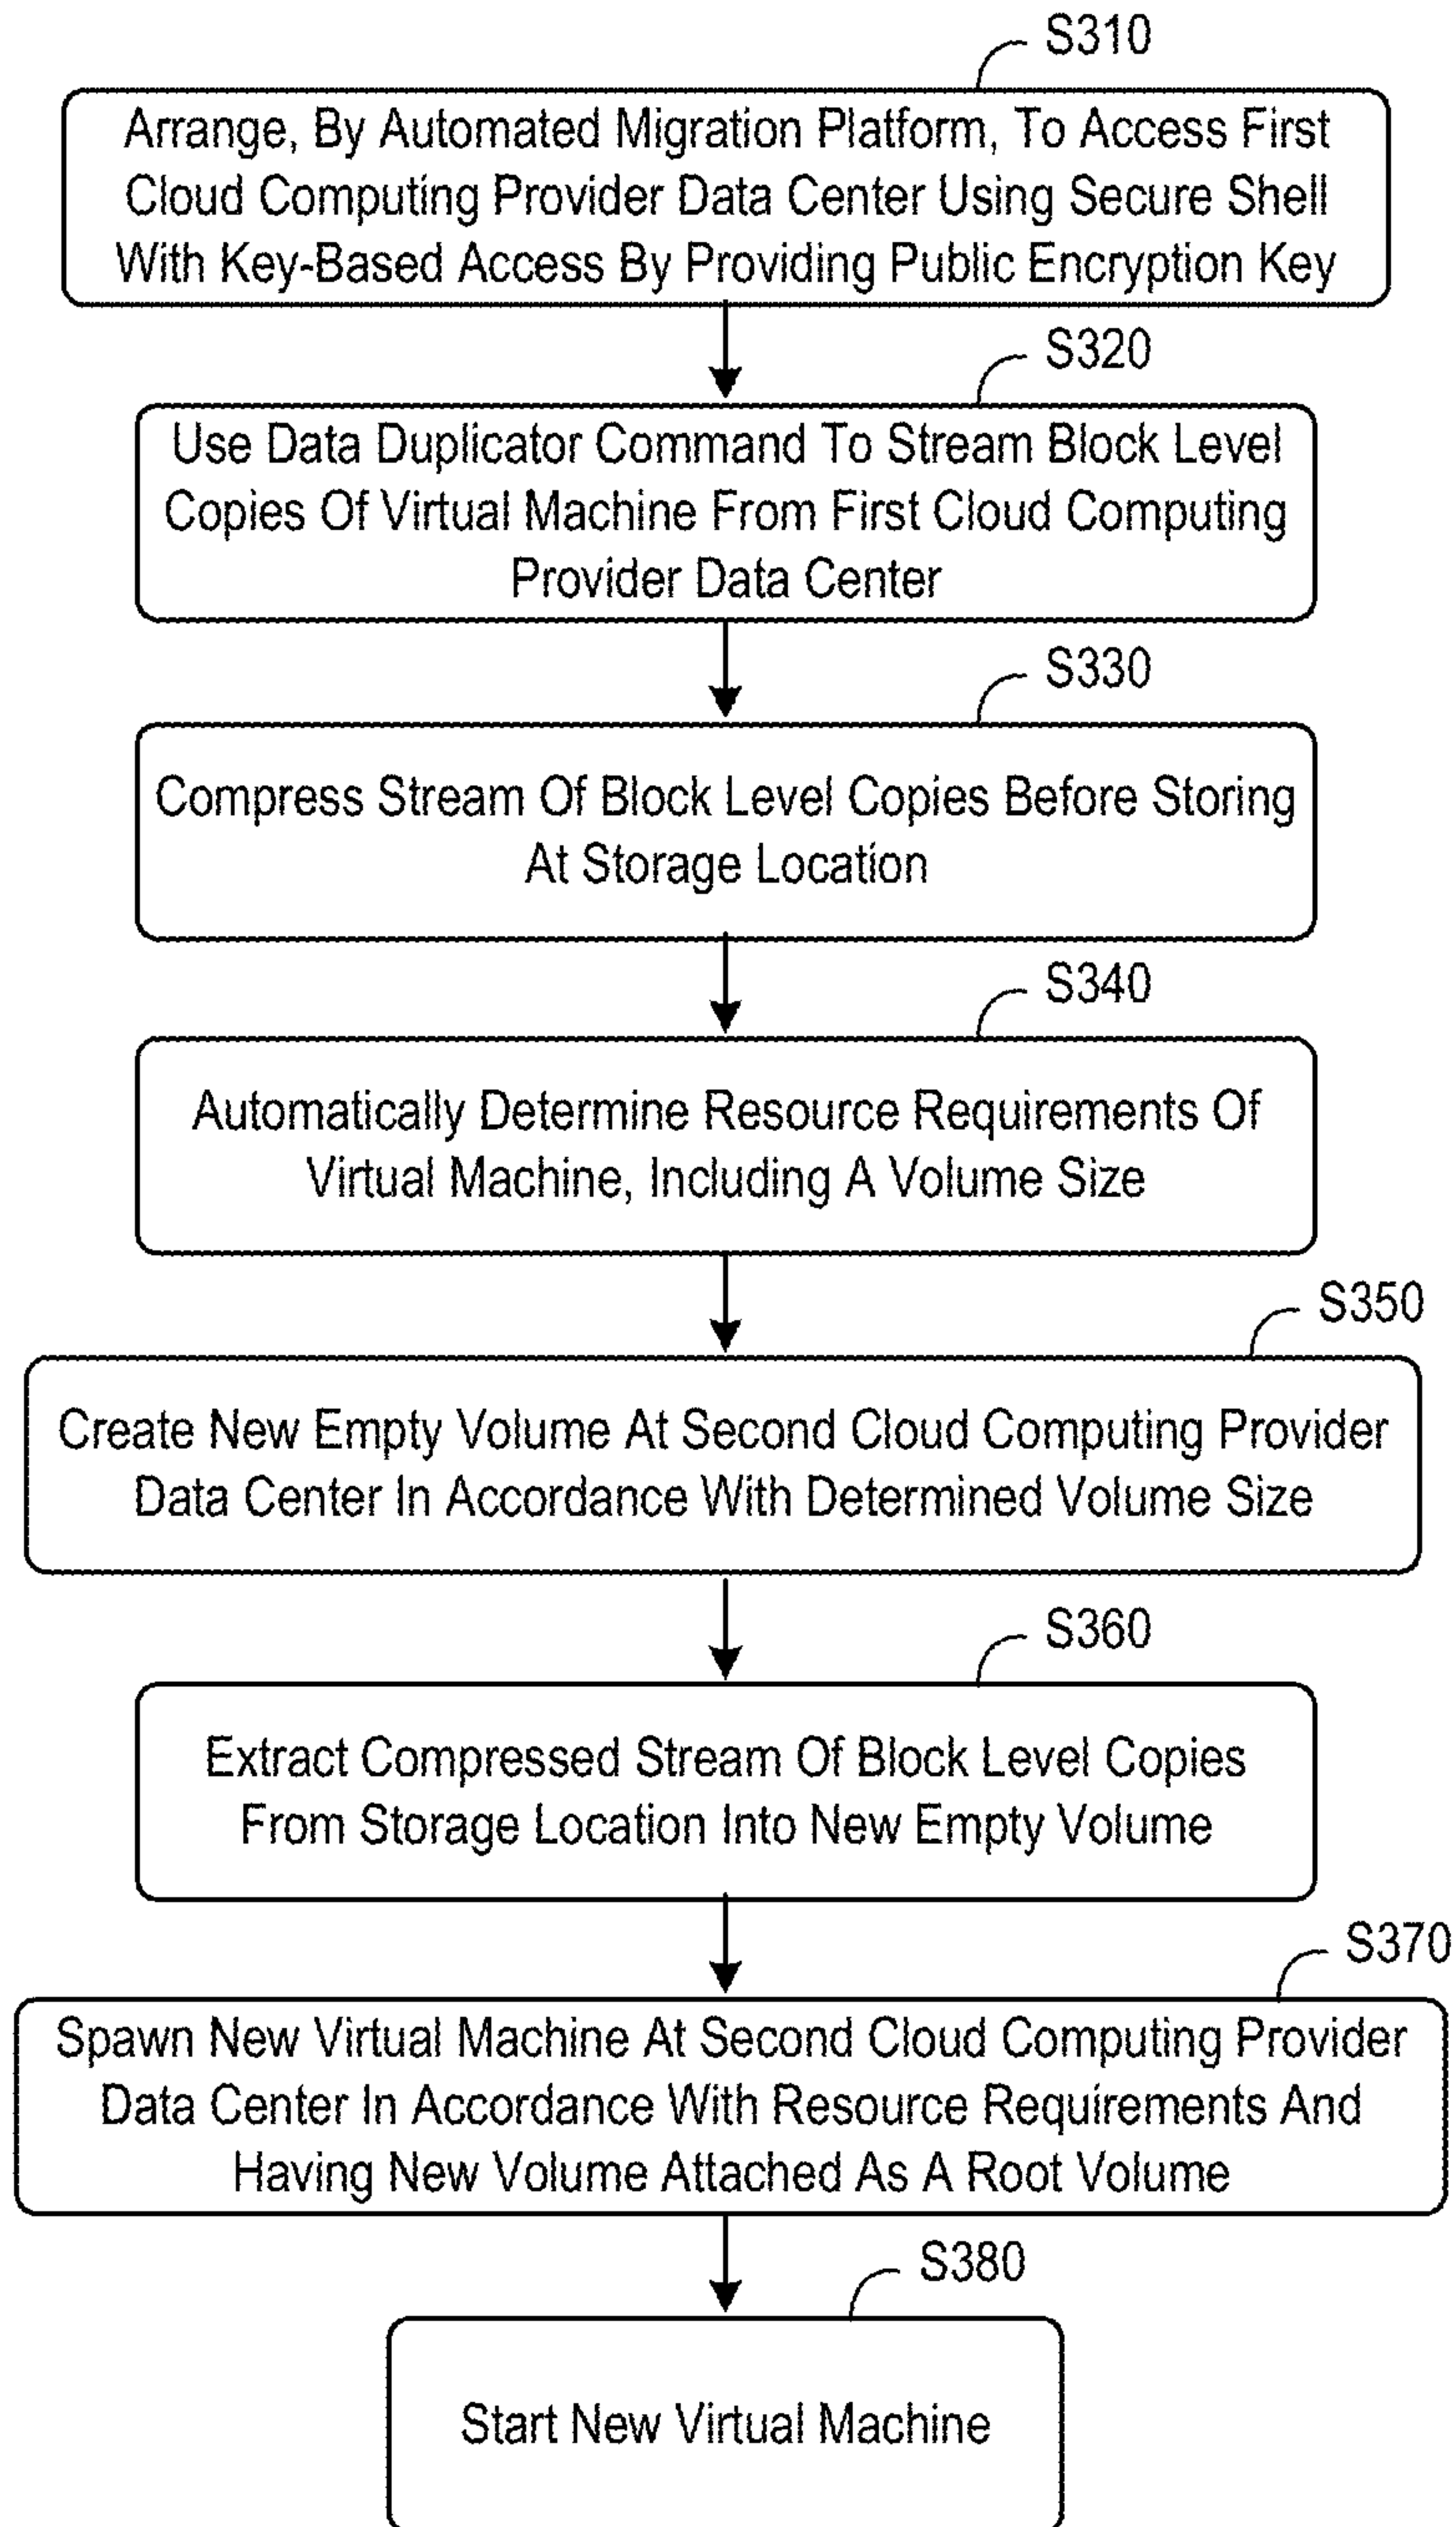 S310
Arrange, By Automated Migration Platform, To Access First
Cloud Computing Provider Data Center Using Secure Shell
With Key-Based Access By Providing Public Encryption Key
S320
Use Data Duplicator Command To Stream Block Level
Copies Of Virtual Machine From First Cloud Computing
Provider Data Center
S330
Compress Stream Of Block Level Copies Before Storing
At Storage Location
S340
Automatically Determine Resource Requirements Of
Virtual Machine, Including A Volume Size
S350
Create New Empty Volume At Second Cloud Computing Provider
Data Center In Accordance With Determined Volume Size
S360
Extract Compressed Stream Of Block Level Copies
From Storage Location Into New Empty Volume
S370
Spawn New Virtual Machine At Second Cloud Computing Provider
Data Center In Accordance With Resource Requirements And
Having New Volume Attached As A Root Volume
S380
Start New Virtual Machine